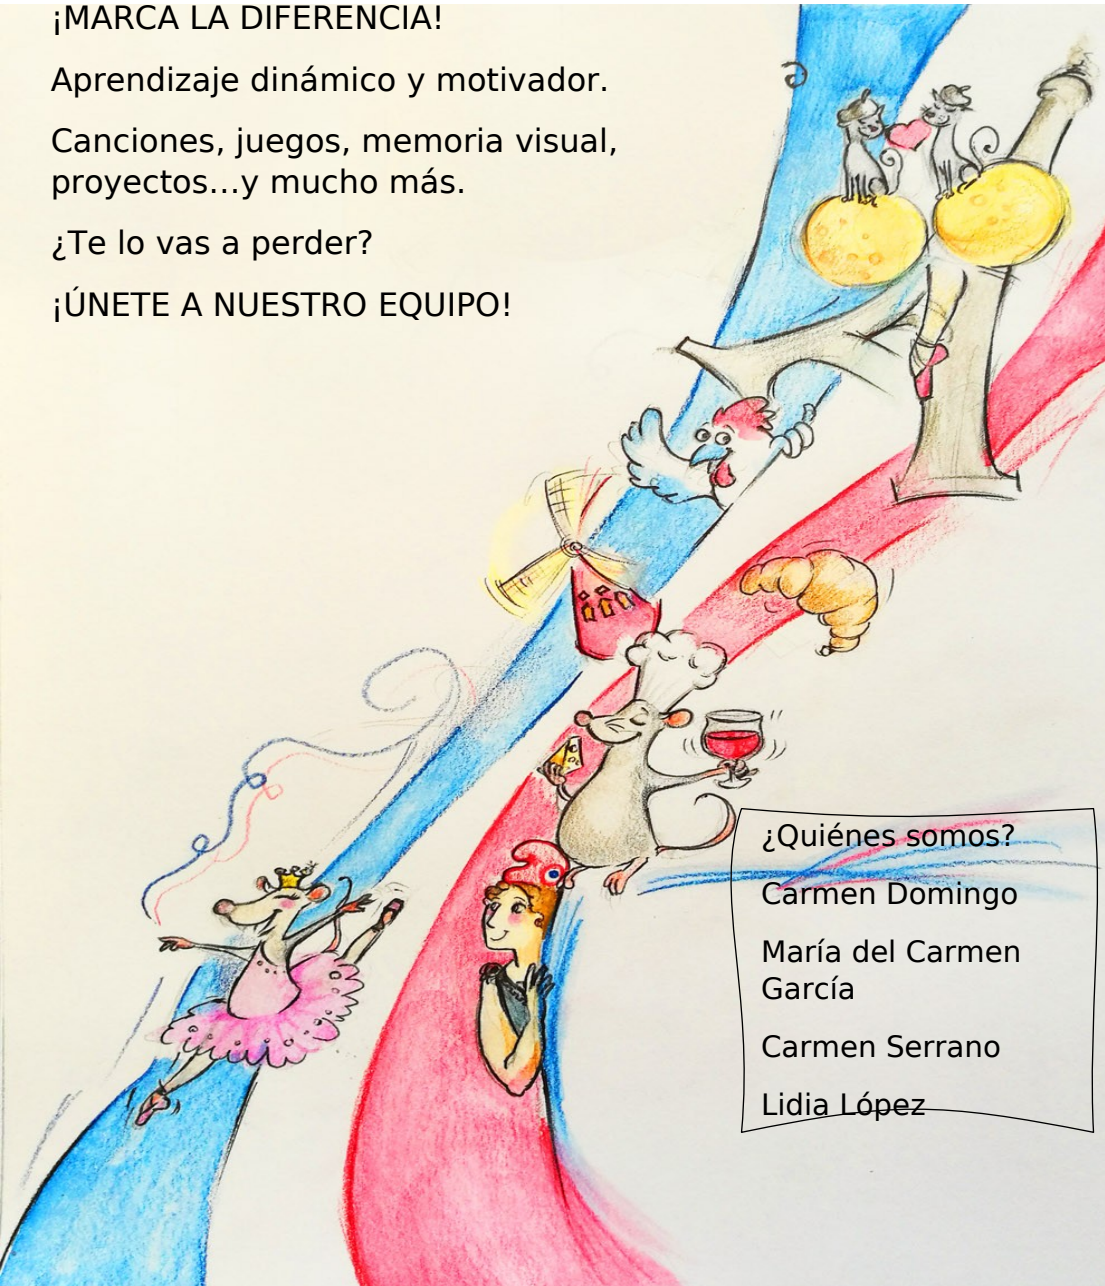 ¡MARCA LA DIFERENCIA!
Aprendizaje dinámico y motivador.
Canciones, juegos, memoria visual,
proyectos...y mucho más.
¿Te lo vas a perder?
¡ÚNETE A NUESTRO EQUIPO!
¿Quiénes somos?
Carmen Domingo
María del Carmen
García
Carmen Serrano
Lidia López